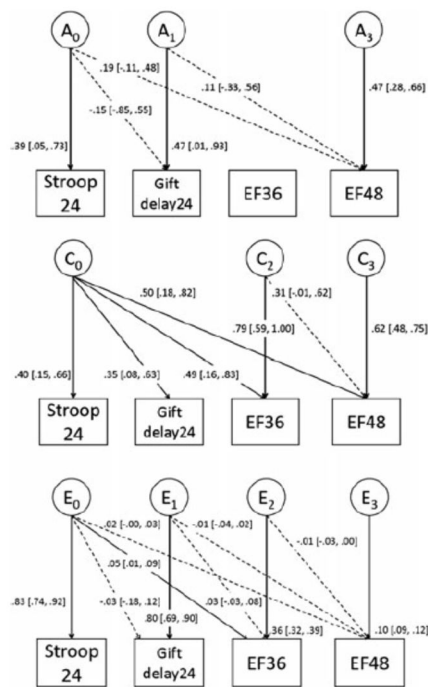 A0 A1 A3
.19 [-.11, .48]
.11 [-.33, .56]
.47 [.28, .66]
-.15 [-.85, .55]
.39 [.05, .73]
.47 [.01, .93]
Stroop
24
Gift
delay24
EF36
EF48
C0 C2 C3
.50 [.18, .82]
.31 [-.01, .62]
.79 [.59, 1.00]
.62 [.48, .75]
.40 [.15, .66]
.35 [.08, .63]
.49 [.16, .83]
Stroop
24
Gift
delay24
EF36
EF48
E0 E1 E2 E3
.02 [-.00, .03]
-.01 [-.04, .02]
-.01 [-.03, .00]
.05 [.01, .09]
.83 [.74, .92]
-.03 [-.18, .12]
.80 [.69, .90]
.03 [-.03, .08]
.36 [.32, .39]
.10 [.09, .12]
Stroop
24
Gift
delay24
EF36
EF48